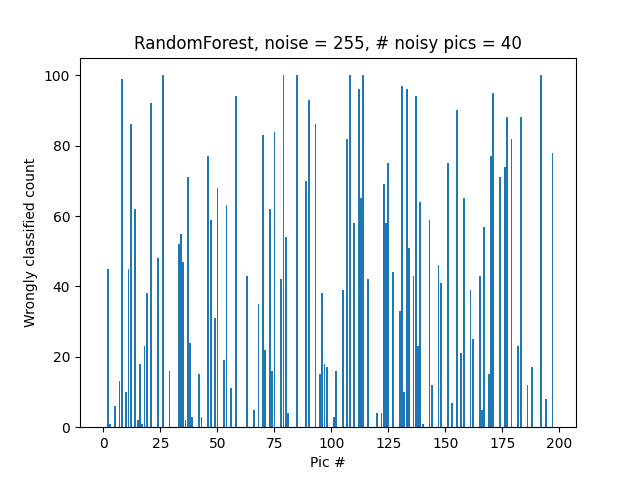 RandomForest, noise = 255, # noisy pics = 40
100
80
60
40
20
0
Wrongly classified count
0 25 50 75 100 125 150 175 200
Pic #